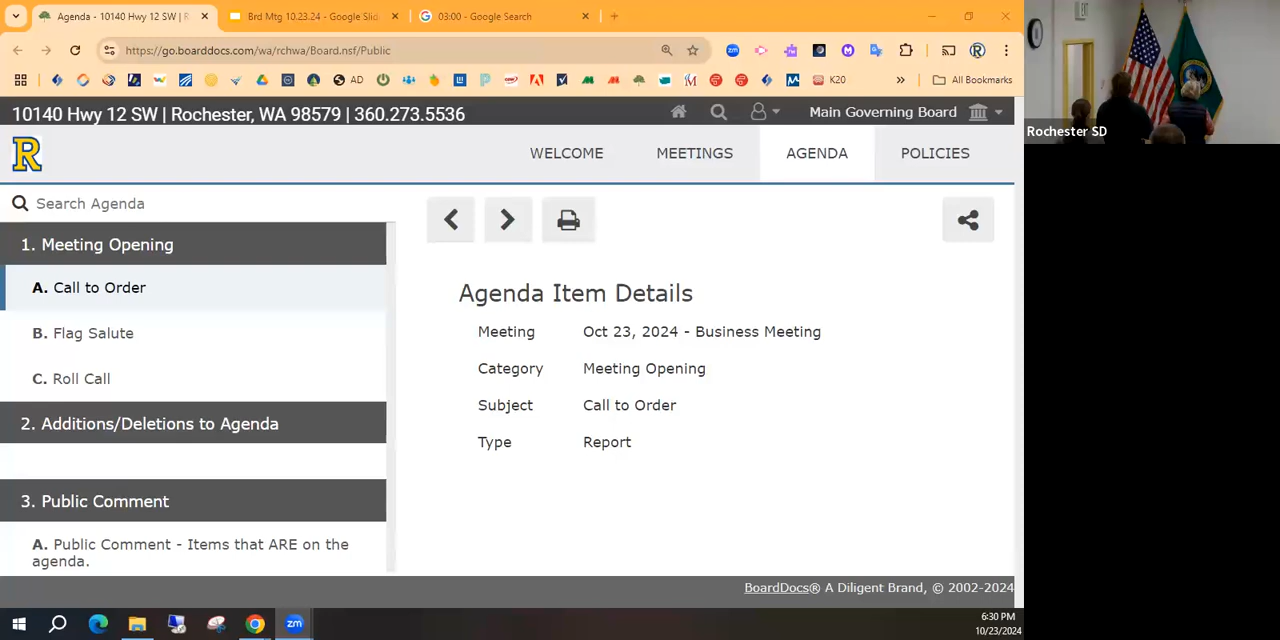 Agenda - 10140 Hwy 12 SW | R
Brd Mtg 10.23.24 - Google Slid
03:00 - Google Search
https://go.boarddocs.com/wa/rchwa/Board.nsf/Public
AD
K20
All Bookmarks
10140 Hwy 12 SW | Rochester, WA 98579 | 360.273.5536
Main Governing Board
R
WELCOME
MEETINGS
AGENDA
POLICIES
Search Agenda
1. Meeting Opening
A. Call to Order
B. Flag Salute
C. Roll Call
2. Additions/Deletions to Agenda
3. Public Comment
A. Public Comment - Items that ARE on the
agenda.
Agenda Item Details
Meeting Oct 23, 2024 - Business Meeting
Category Meeting Opening
Subject Call to Order
Type Report
BoardDocs® A Diligent Brand, © 2002-2024
zm
6:30 PM
10/23/2024
Rochester SD